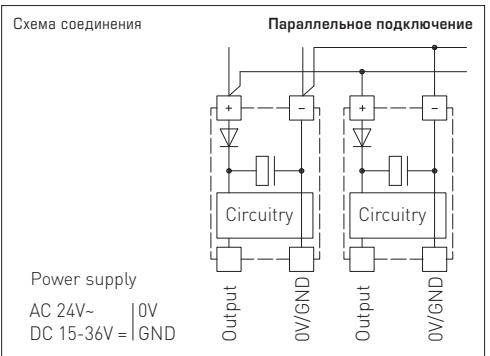 Схема соединения
Параллельное подключение
+ – + –
Circuitry Circuitry
Power supply
AC 24V~ 0V
DC 15-36V = GND
Output 0V/GND Output 0V/GND